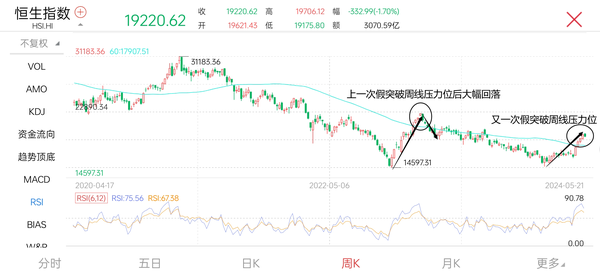 恒生指数
HSI.HI
19220.62
收 19220.62 高 19706.12 幅 -332.99(-1.70%)
开 19621.43 低 19175.80 额 3070.59亿
不复权
31183.36 60:17907.51
VOL
AMO
KDJ
资金流向
趋势顶底
MACD
RSI
BIAS
W&R
31183.36
上一次假突破周线压力位后大幅回落
22890.34
又一次假突破周线压力位
14597.31
14597.31
2020-04-17 2022-05-06 2024-05-21
RSI(6,12) RSI:75.56 RSI:67.38
90.78
0.00
分时 五日 日K 周K 月K 更多